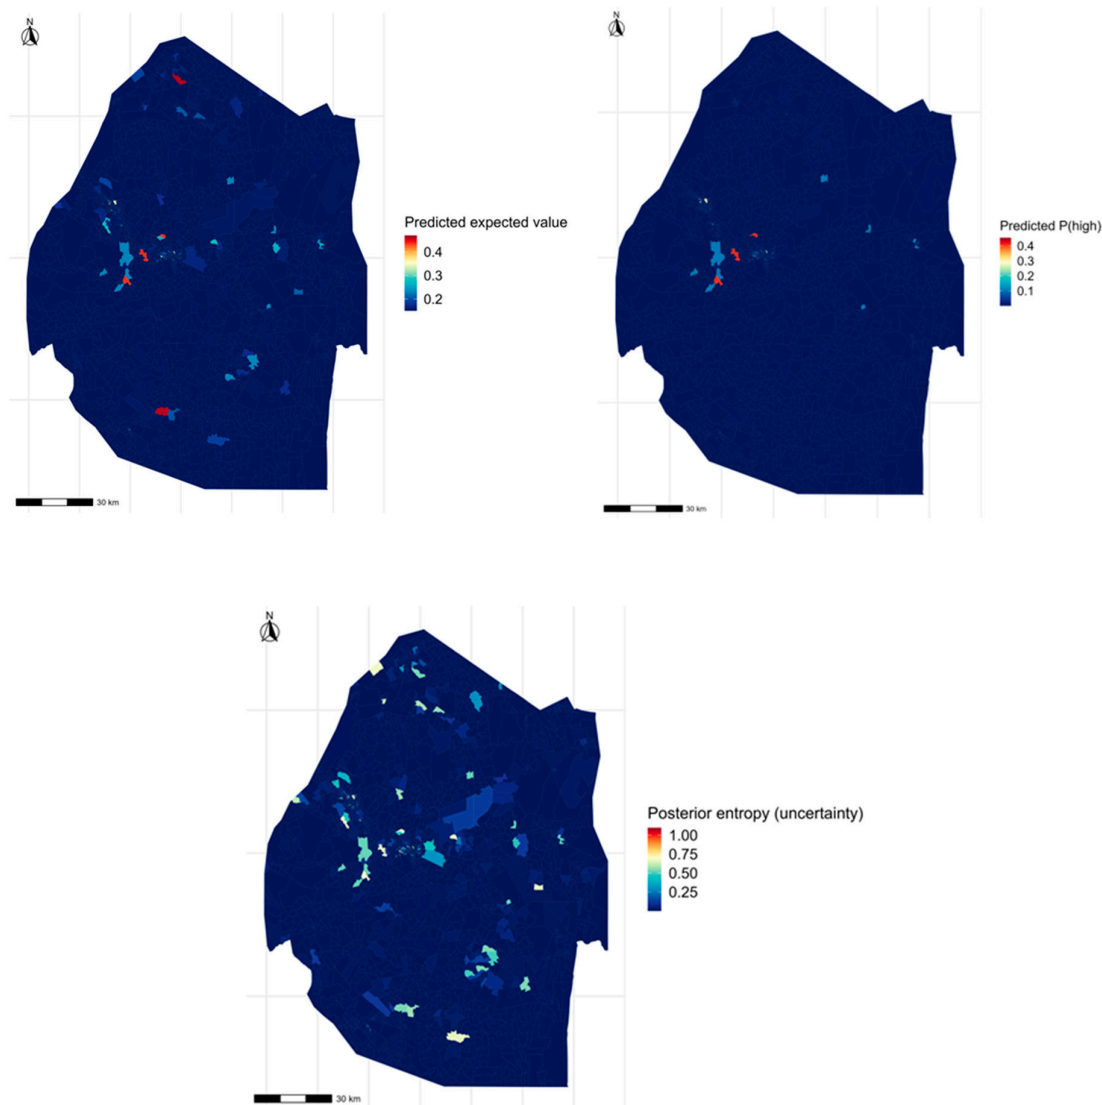 N
Predicted expected value
0.4
0.3
0.2
30 km
N
Predicted P(high)
0.4
0.3
0.2
0.1
30 km
N
Posterior entropy (uncertainty)
1.00
0.75
0.50
0.25
30 km